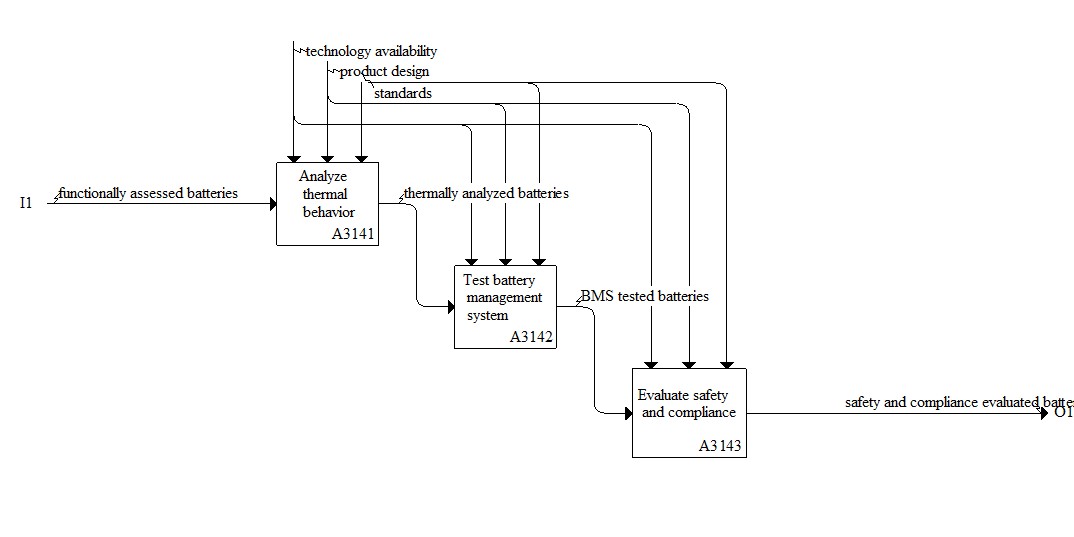 technology availability
product design
standards
I1
functionally assessed batteries
Analyze
thermal
behavior
A3141
thermally analyzed batteries
Test battery
management
system
A3142
BMS tested batteries
Evaluate safety
and compliance
A3143
safety and compliance evaluated batte
O1